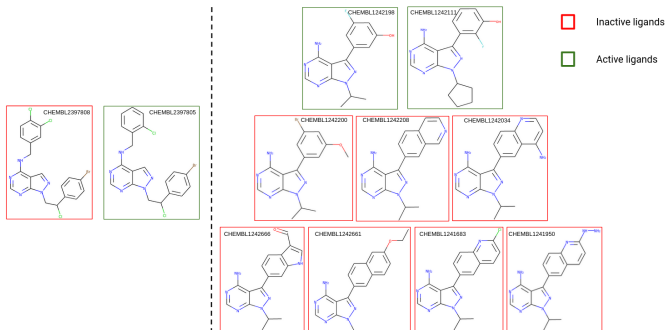 CHEMBL1242198
CHEMBL1242111
Inactive ligands
Active ligands
CHEMBL2397808
CHEMBL2397805
CHEMBL1242200
CHEMBL1242208
CHEMBL1242034
CHEMBL1242666
CHEMBL1242661
CHEMBL1241683
CHEMBL1241950